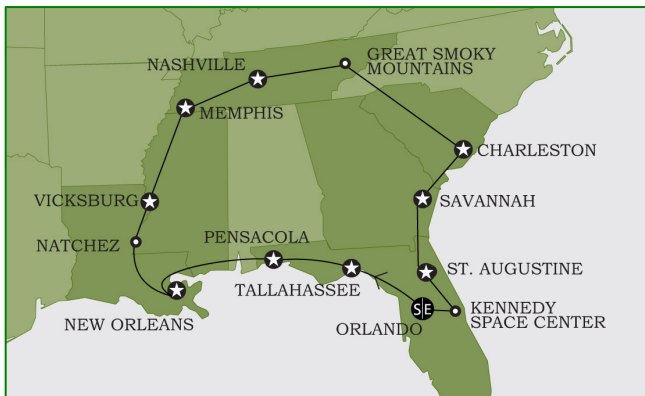 GREAT SMOKY
MOUNTAINS
NASHVILLE
MEMPHIS
CHARLESTON
VICKSBURG
SAVANNAH
NATCHEZ
PENSACOLA
ST. AUGUSTINE
TALLAHASSEE
NEW ORLEANS
ORLANDO
S|E
KENNEDY
SPACE CENTER